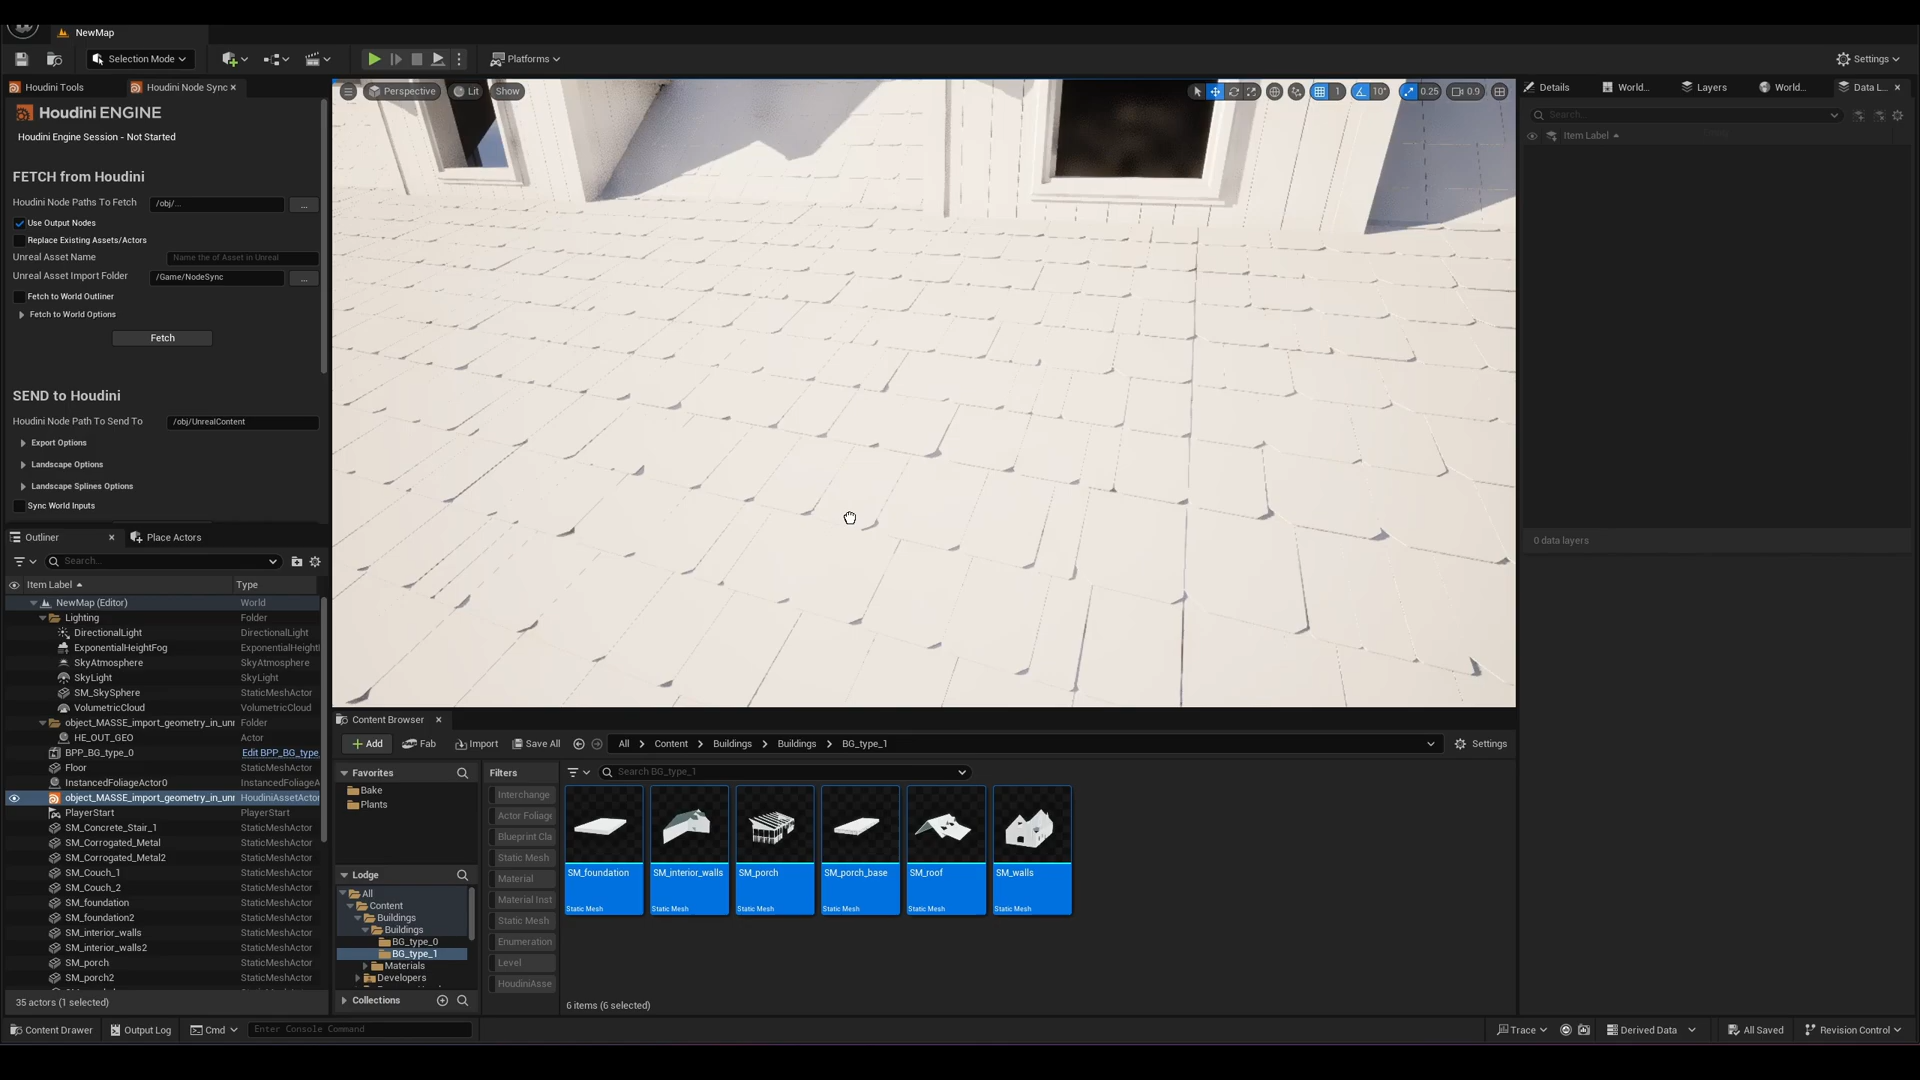 NewMap
Selection Mode
Platforms
Settings
Houdini Tools
Houdini Node Sync
Houdini ENGINE
Houdini Engine Session - Not Started
FETCH from Houdini
Houdini Node Paths To Fetch
/obj/...
...
Use Output Nodes
Replace Existing Assets/Actors
Unreal Asset Name
Name the of Asset in Unreal
Unreal Asset Import Folder
/Game/NodeSync
...
Fetch to World Outliner
Fetch to World Options
Fetch
SEND to Houdini
Houdini Node Path To Send To
/obj/UnrealContent
Export Options
Landscape Options
Landscape Splines Options
Sync World Inputs
Perspective
Lit
Show
1
10°
0.25
0.9
Details
World...
Layers
World...
Data L...
Search...
Item Label
0 data layers
Outliner
Place Actors
Search...
Item Label
Type
NewMap (Editor)
World
Lighting
Folder
DirectionalLight
DirectionalLight
ExponentialHeightFog
ExponentialHeightI
SkyAtmosphere
SkyAtmosphere
SkyLight
SkyLight
SM_SkySphere
StaticMeshActor
VolumetricCloud
VolumetricCloud
object_MASSE_import_geometry_in_unr
Folder
HE_OUT_GEO
Actor
BPP_BG_type_0
Edit BPP_BG_type_
Floor
StaticMeshActor
InstancedFoliageActor0
InstancedFoliageA
object_MASSE_import_geometry_in_unr
HoudiniAssetActor
PlayerStart
PlayerStart
SM_Concrete_Stair_1
StaticMeshActor
SM_Corrogated_Metal
StaticMeshActor
SM_Corrogated_Metal2
StaticMeshActor
SM_Couch_1
StaticMeshActor
SM_Couch_2
StaticMeshActor
SM_foundation
StaticMeshActor
SM_foundation2
StaticMeshActor
SM_interior_walls
StaticMeshActor
SM_interior_walls2
StaticMeshActor
SM_porch
StaticMeshActor
SM_porch2
StaticMeshActor
35 actors (1 selected)
Content Browser
Add
Fab
Import
Save All
All
Content
Buildings
Buildings
BG_type_1
Settings
Favorites
Bake
Plants
Lodge
All
Content
Buildings
Buildings
BG_type_0
BG_type_1
Materials
Developers
Collections
Filters
Interchange
Actor Foliage
Blueprint Cla
Static Mesh
Material
Material Inst
Static Mesh
Enumeration
Level
HoudiniAsse
Search BG_type_1
SM_foundation
Static Mesh
SM_interior_walls
Static Mesh
SM_porch
Static Mesh
SM_porch_base
Static Mesh
SM_roof
Static Mesh
SM_walls
Static Mesh
6 items (6 selected)
Content Drawer
Output Log
Cmd
Enter Console Command
Trace
Derived Data
All Saved
Revision Control